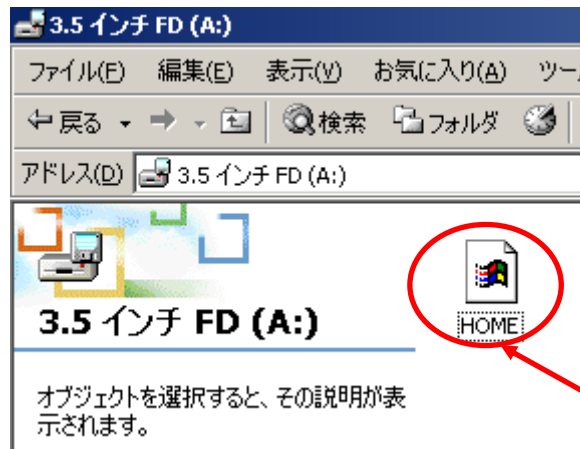 3.5 インチ FD (A:)
ファイル(F) 編集(E) 表示(V) お気に入り(A) ツー
戻る 検索 フォルダ
アドレス(D) 3.5 インチ FD (A:)
3.5 インチ FD (A:)
HOME
オブジェクトを選択すると、その説明が表
示されます。